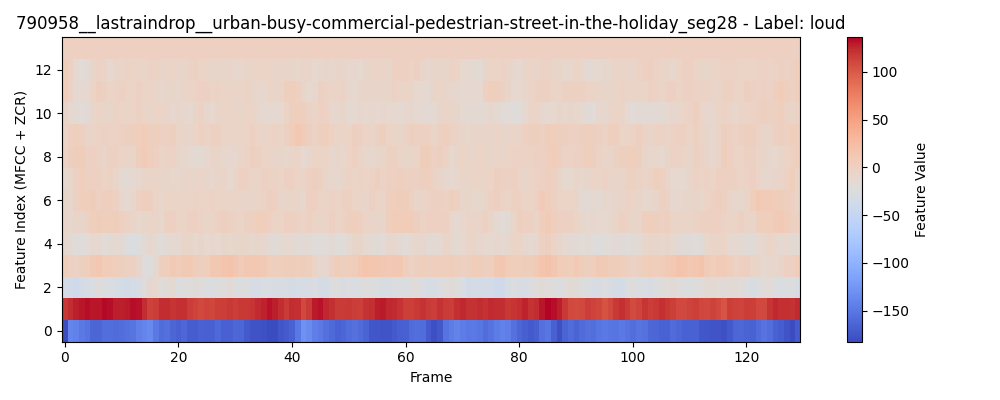 790958__lastraindrop__urban-busy-commercial-pedestrian-street-in-the-holiday_seg28 - Label: loud
Feature Index (MFCC + ZCR)
12
10
8
6
4
2
0
0 20 40 60 80 100 120
Frame
100
50
0
−50
−100
−150
Feature Value